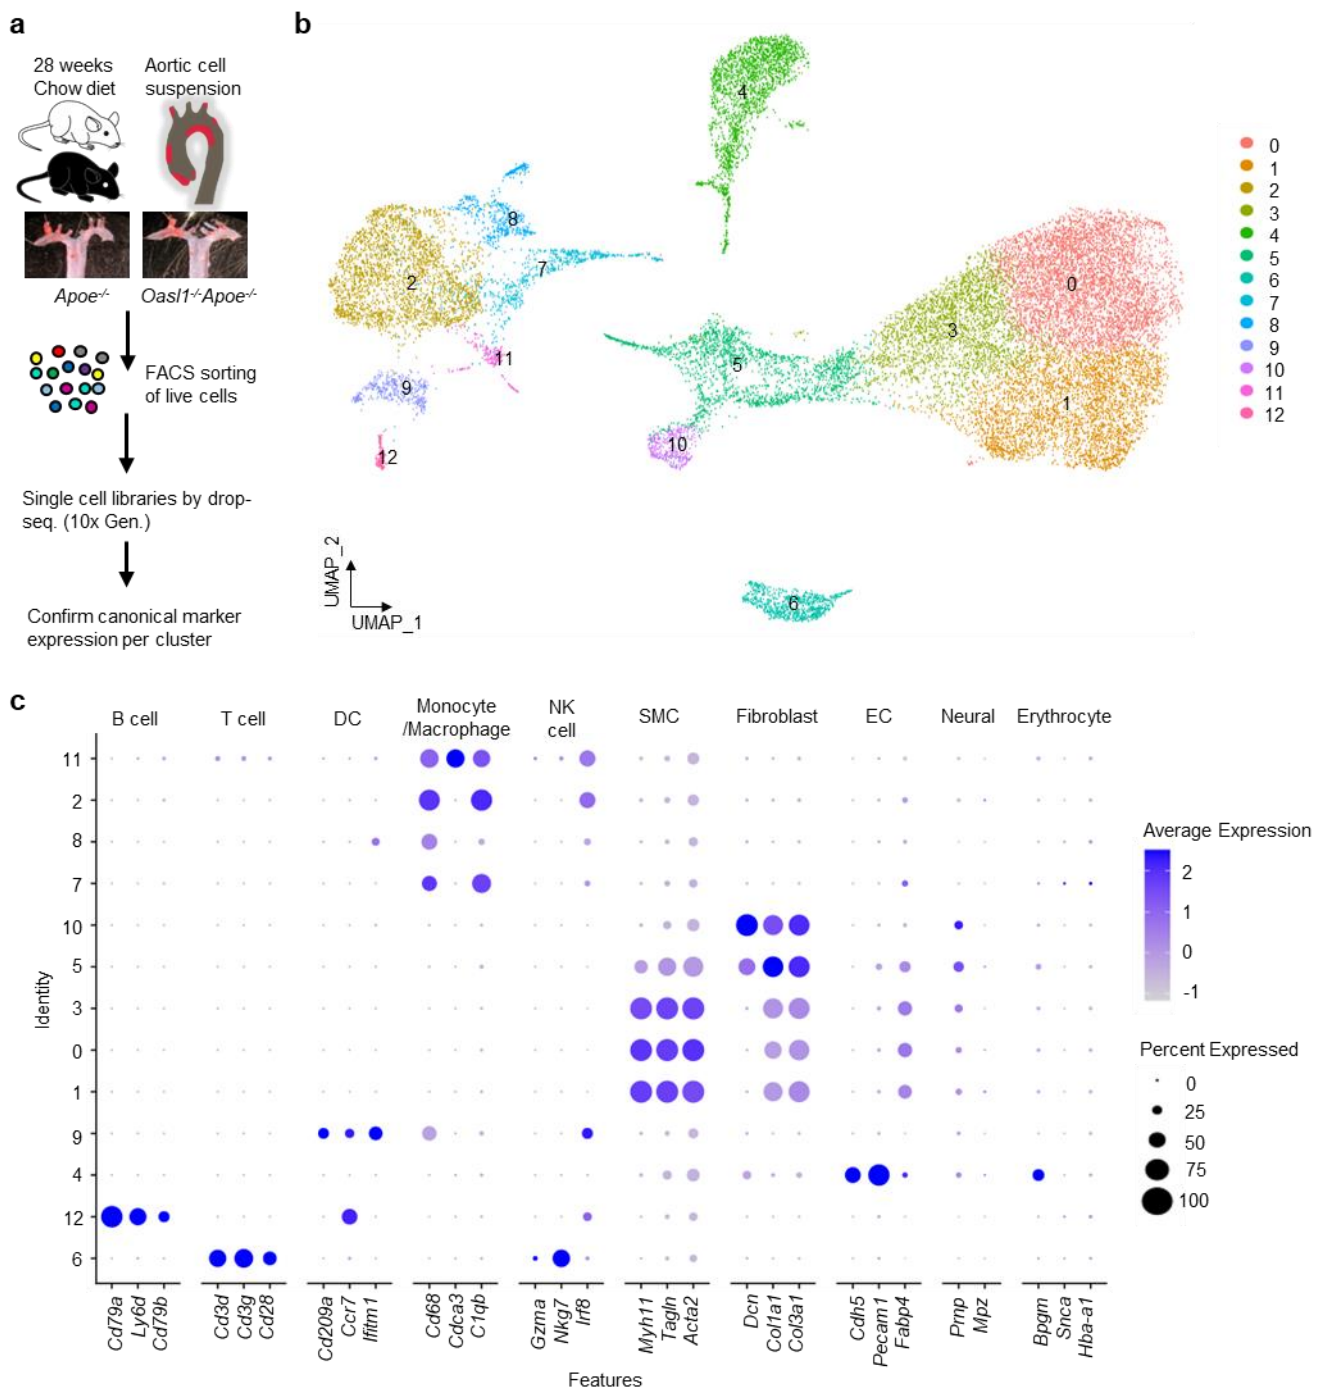 a
28 weeks
Chow diet
Aortic cell
suspension
Apoe-/-
Oasl1-/-Apoe-/-
FACS sorting
of live cells
Single cell libraries by drop-
seq. (10x Gen.)
Confirm canonical marker
expression per cluster
b
4
8
7
2
11
9
12
5
10
3
0
1
6
UMAP_2
UMAP_1
0
1
2
3
4
5
6
7
8
9
10
11
12
c
B cell
T cell
DC
Monocyte
/Macrophage
NK
cell
SMC
Fibroblast
EC
Neural
Erythrocyte
Identity
11
2
8
7
10
5
3
0
1
9
4
12
6
Cd79a
Ly6d
Cd79b
Cd3d
Cd3g
Cd28
Cd209a
Ccr7
Ifitm1
Cd68
Cdca3
C1qb
Gzma
Nkg7
Irf8
Myh11
Tagln
Acta2
Dcn
Col1a1
Col3a1
Cdh5
Pecam1
Fabp4
Prnp
Mpz
Bpgm
Snca
Hba-a1
Features
Average Expression
2
1
0
-1
Percent Expressed
0
25
50
75
100